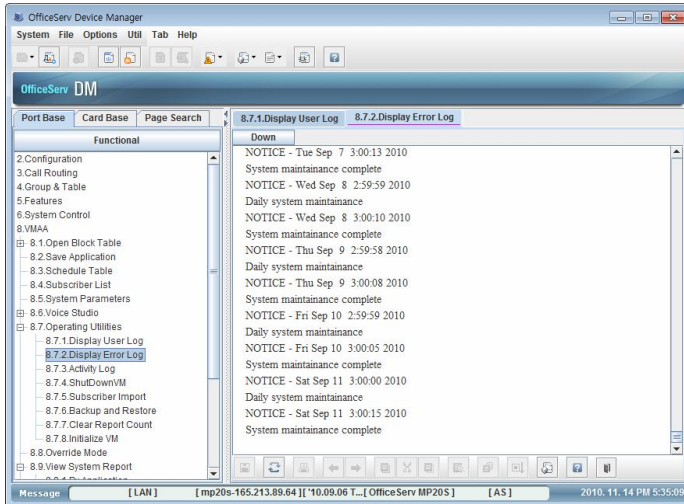 OfficeServ Device Manager
System File Options Util Tab Help
OfficeServ DM
Port Base Card Base Page Search
Functional
2.Configuration
3.Call Routing
4.Group & Table
5.Features
6.System Control
8.VMAA
8.1.Open Block Table
8.2.Save Application
8.3.Schedule Table
8.4.Subscriber List
8.5.System Parameters
8.6.Voice Studio
8.7.Operating Utilities
8.7.1.Display User Log
8.7.2.Display Error Log
8.7.3.Activity Log
8.7.4.ShutDownVM
8.7.5.Subscriber Import
8.7.6.Backup and Restore
8.7.7.Clear Report Count
8.7.8.Initialize VM
8.8.Override Mode
8.9.View System Report
8.7.1.Display User Log 8.7.2.Display Error Log
Down
NOTICE - Tue Sep 7 3:00:13 2010
System maintainance complete
NOTICE - Wed Sep 8 2:59:59 2010
Daily system maintainance
NOTICE - Wed Sep 8 3:00:10 2010
System maintainance complete
NOTICE - Thu Sep 9 2:59:58 2010
Daily system maintainance
NOTICE - Thu Sep 9 3:00:08 2010
System maintainance complete
NOTICE - Fri Sep 10 2:59:59 2010
Daily system maintainance
NOTICE - Fri Sep 10 3:00:05 2010
System maintainance complete
NOTICE - Sat Sep 11 3:00:00 2010
Daily system maintainance
NOTICE - Sat Sep 11 3:00:15 2010
System maintainance complete
Message [ LAN ] [ mp20s-165.213.89.64 ][ '10.09.06 T...[ OfficeServ MP20S ] [ AS ] 2010. 11. 14 PM 5:35:09